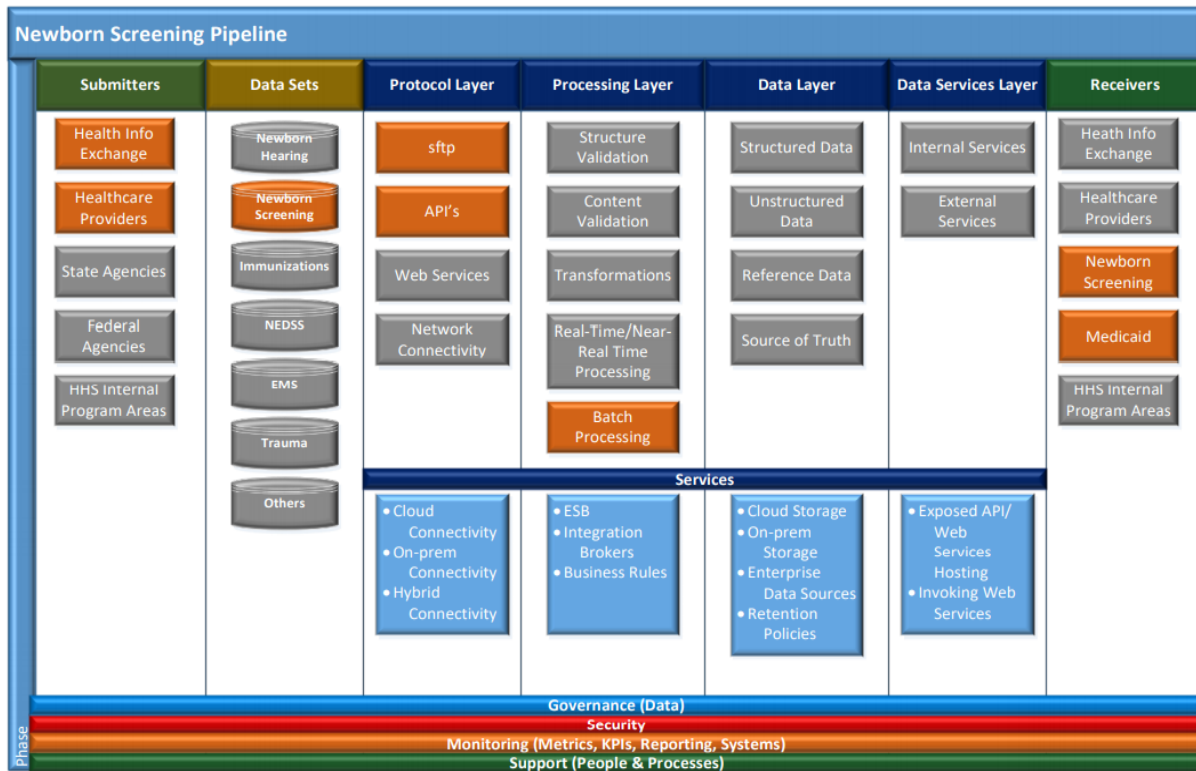 Newborn Screening Pipeline
Submitters
Data Sets
Protocol Layer
Processing Layer
Data Layer
Data Services Layer
Receivers
Health Info
Exchange
Healthcare
Providers
State Agencies
Federal
Agencies
HHS Internal
Program Areas
Newborn
Hearing
Newborn
Screening
Immunizations
NEDSS
EMS
Trauma
Others
sftp
API's
Web Services
Network
Connectivity
Structure
Validation
Content
Validation
Transformations
Real-Time/Near-
Real Time
Processing
Batch
Processing
Structured Data
Unstructured
Data
Reference Data
Source of Truth
Internal Services
External
Services
Heath Info
Exchange
Healthcare
Providers
Newborn
Screening
Medicaid
HHS Internal
Program Areas
Services
• Cloud
Connectivity
• On-prem
Connectivity
• Hybrid
Connectivity
• ESB
• Integration
Brokers
• Business Rules
• Cloud Storage
• On-prem
Storage
• Enterprise
Data Sources
• Retention
Policies
• Exposed API/
Web
Services
Hosting
• Invoking Web
Services
Phase
Governance (Data)
Security
Monitoring (Metrics, KPIs, Reporting, Systems)
Support (People & Processes)